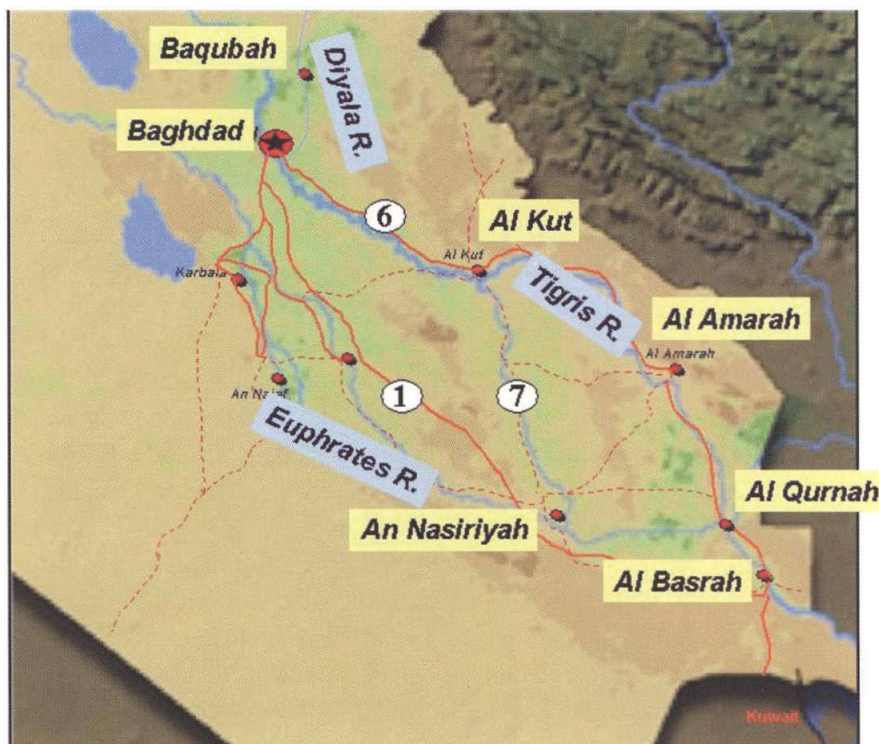 Baqubah
Diyala R.
Baghdad
6
Al Kut
Al Kut
Karbala
Tigris R.
Al Amarah
Al Amarah
An Najaf
1
7
Euphrates R.
Al Qurnah
An Nasiriyah
Al Basrah
Kuwait